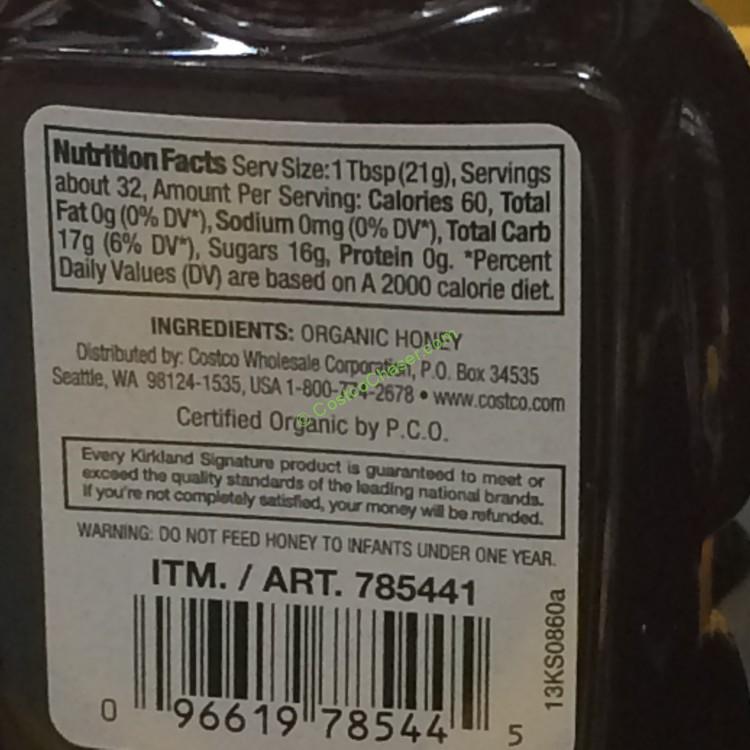 Nutrition Facts Serv Size: 1 Tbsp (21 g), Servings
about 32, Amount Per Serving: Calories 60, Total
Fat 0g (0% DV*), Sodium 0mg (0% DV*), Total Carb
17g (6% DV*), Sugars 16g, Protein 0g. *Percent
Daily Values (DV) are based on A 2000 calorie diet.
INGREDIENTS: ORGANIC HONEY
Distributed by: Costco Wholesale Corporation, P.O. Box 34535
Seattle, WA 98124-1535, USA 1-800-774-2678 • www.costco.com
© CostcoChaser.com
Certified Organic by P.C.O.
Every Kirkland Signature product is guaranteed to meet or
exceed the quality standards of the leading national brands.
If you're not completely satisfied, your money will be refunded.
WARNING: DO NOT FEED HONEY TO INFANTS UNDER ONE YEAR.
ITM. / ART. 785441
13KS0860a
0 96619 78544 5